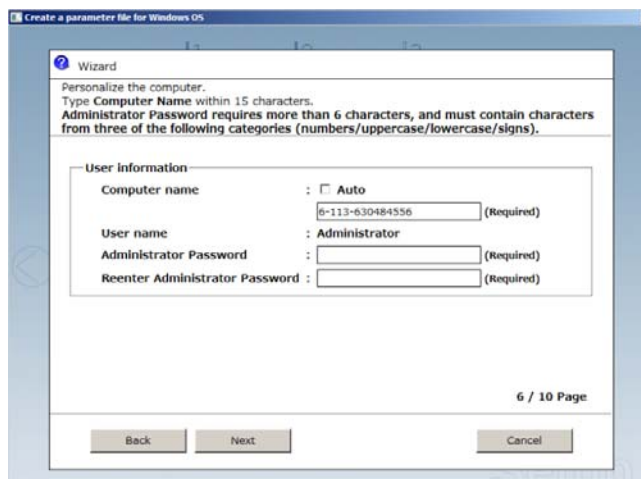 Create a parameter file for Windows OS
Wizard
Personalize the computer.
Type Computer Name within 15 characters.
Administrator Password requires more than 6 characters, and must contain characters
from three of the following categories (numbers/uppercase/lowercase/signs).
User information
Computer name : Auto
6-113-630484556 (Required)
User name : Administrator
Administrator Password : (Required)
Reenter Administrator Password : (Required)
6 / 10 Page
Back Next Cancel